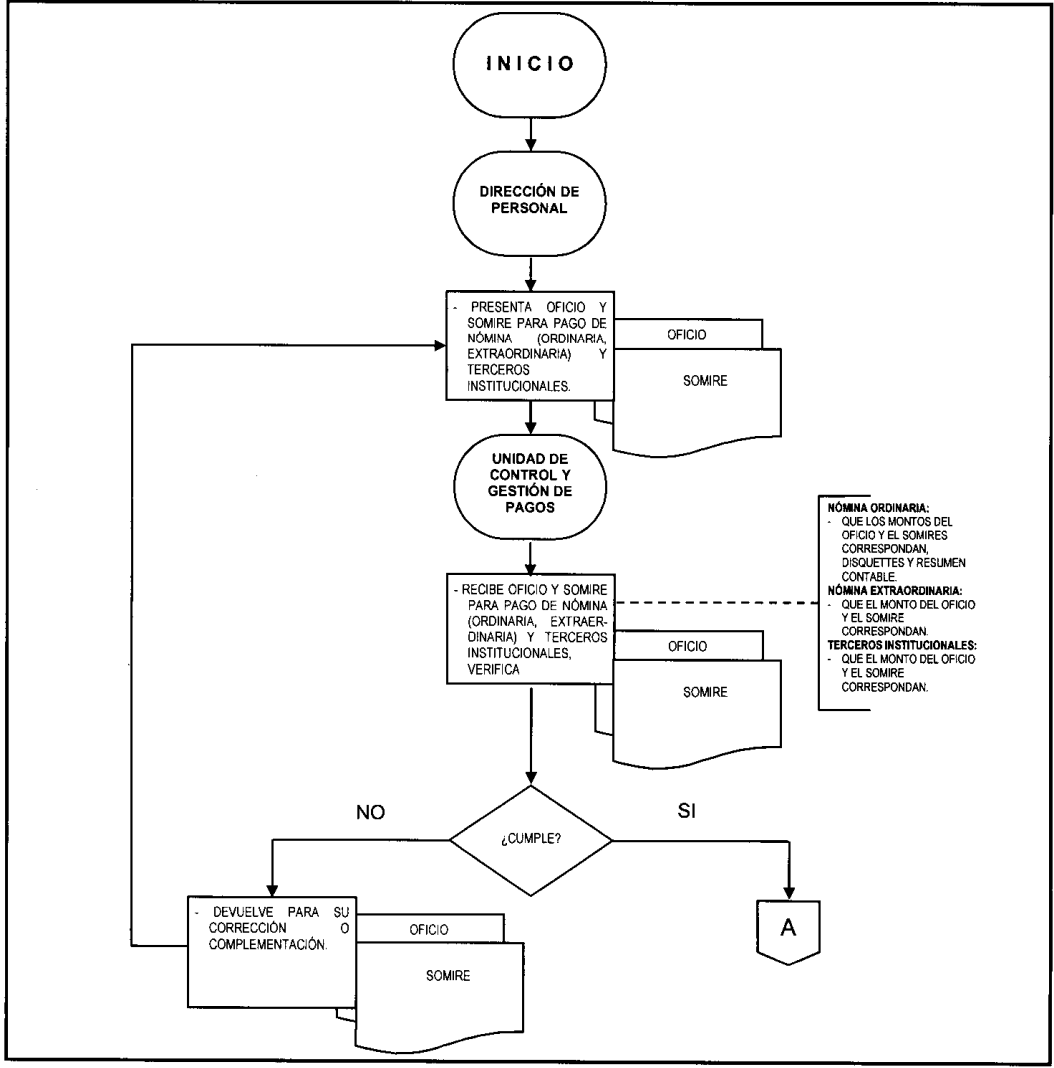 INICIO
DIRECCIÓN DE
PERSONAL
- PRESENTA OFICIO Y
SOMIRE PARA PAGO DE
NÓMINA (ORDINARIA,
EXTRAORDINARIA) Y
TERCEROS
INSTITUCIONALES.
OFICIO
SOMIRE
UNIDAD DE
CONTROL Y
GESTIÓN DE
PAGOS
- RECIBE OFICIO Y SOMIRE
PARA PAGO DE NÓMINA
(ORDINARIA, EXTRAER-
DINARIA) Y TERCEROS
INSTITUCIONALES,
VERIFICA
OFICIO
SOMIRE
NÓMINA ORDINARIA:
- QUE LOS MONTOS DEL
OFICIO Y EL SOMIRES
CORRESPONDAN,
DISQUETTES Y RESUMEN
CONTABLE.
NÓMINA EXTRAORDINARIA:
- QUE EL MONTO DEL OFICIO
Y EL SOMIRE
CORRESPONDAN.
TERCEROS INSTITUCIONALES:
- QUE EL MONTO DEL OFICIO
Y EL SOMIRE
CORRESPONDAN.
NO
¿CUMPLE?
SI
- DEVUELVE PARA SU
CORRECCIÓN O
COMPLEMENTACIÓN.
OFICIO
SOMIRE
A